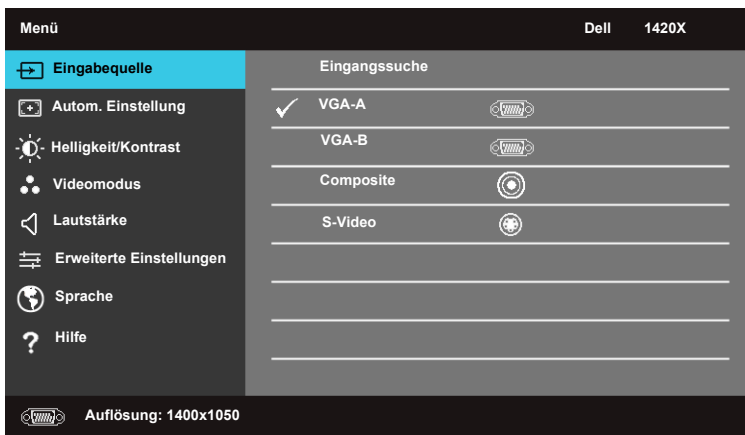 Menü Dell 1420X
Eingabequelle
Autom. Einstellung
Helligkeit/Kontrast
Videomodus
Lautstärke
Erweiterte Einstellungen
Sprache
Hilfe
Eingangssuche
VGA-A
VGA-B
Composite
S-Video
Auflösung: 1400x1050